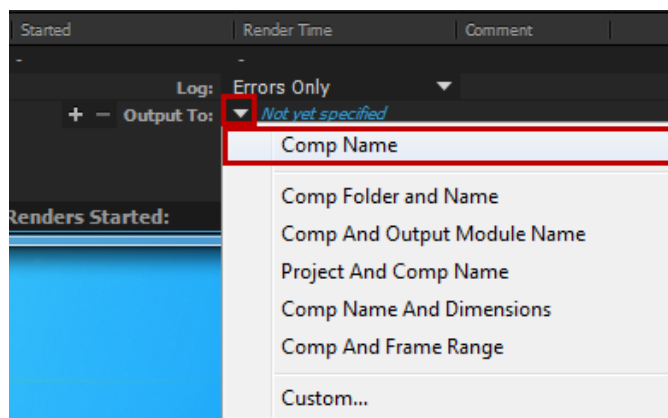 Started Render Time Comment
- -
Log: Errors Only
+ - Output To: Not yet specified
Comp Name
Comp Folder and Name
Renders Started:
Comp And Output Module Name
Project And Comp Name
Comp Name And Dimensions
Comp And Frame Range
Custom...